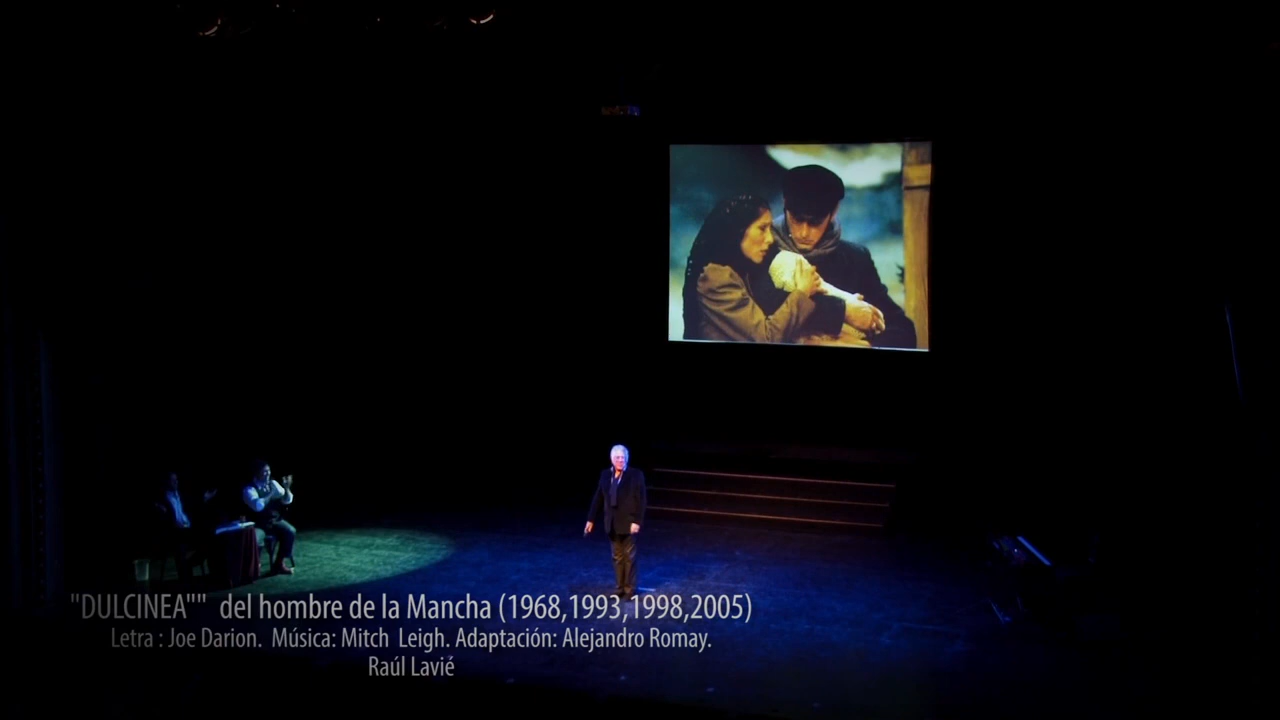 "DULCINEA"" del hombre de la Mancha (1968,1993,1998,2005)
Letra : Joe Darion. Música: Mitch Leigh. Adaptación: Alejandro Romay.
Raúl Lavié